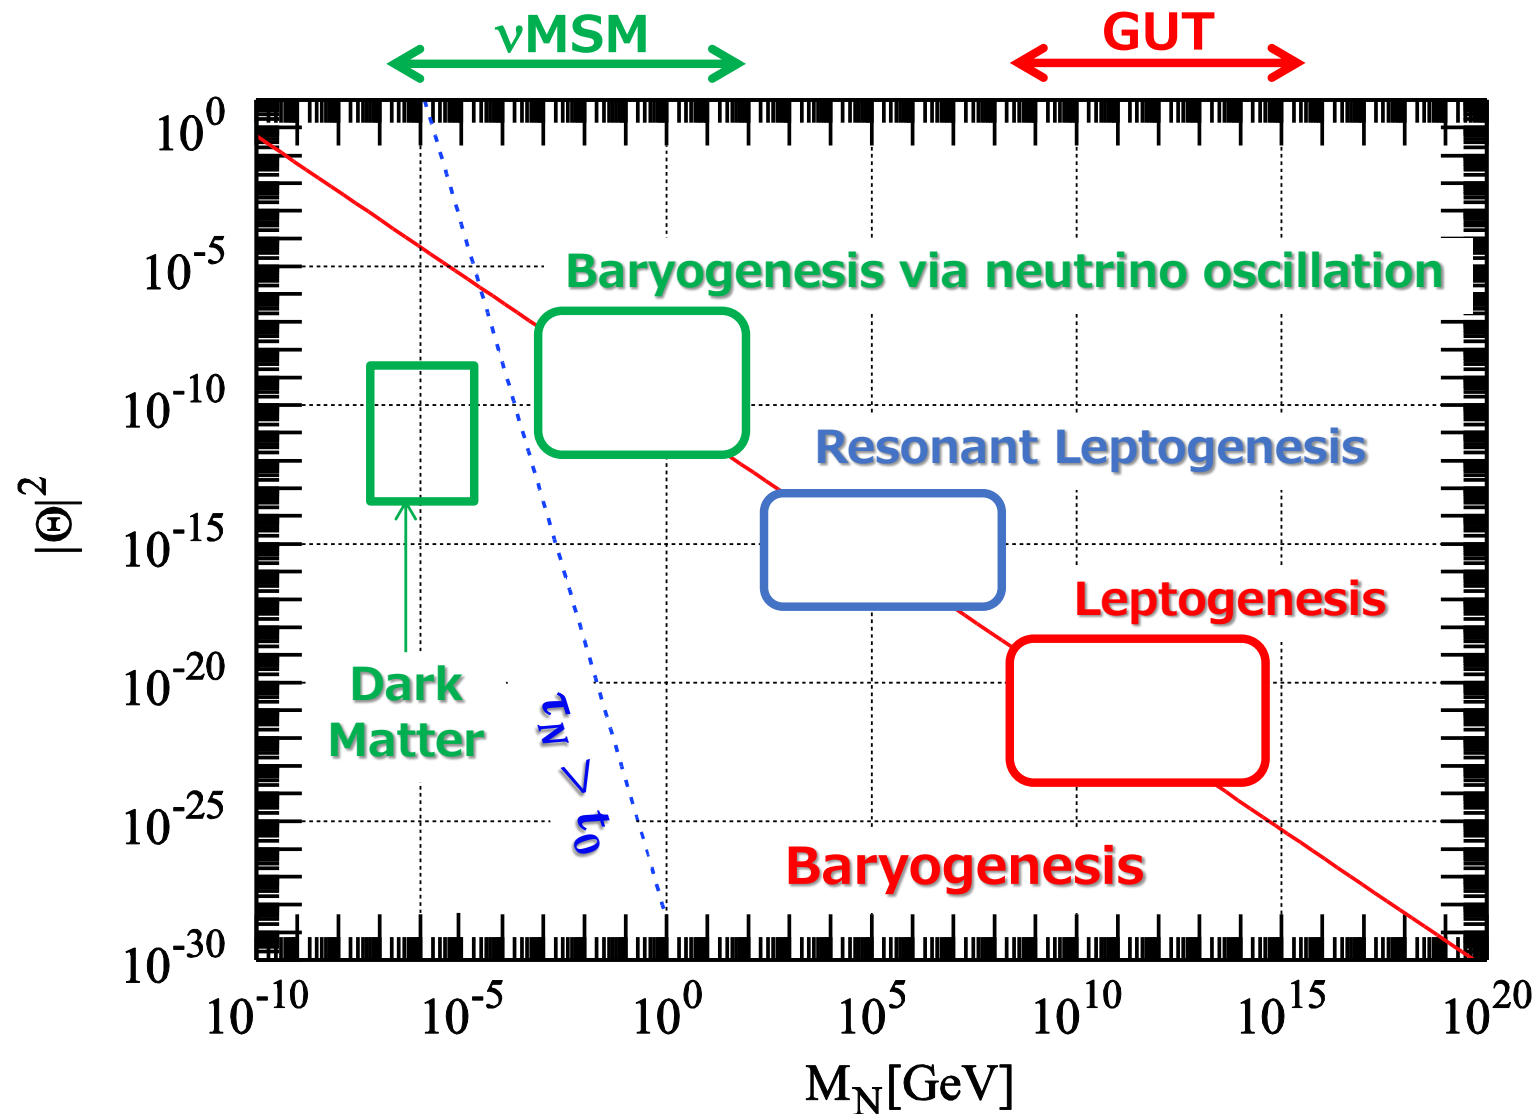 νMSM
GUT
10^0
10^-5
10^-10
10^-15
10^-20
10^-25
10^-30
|Θ|^2
Baryogenesis via neutrino oscillation
Resonant Leptogenesis
Leptogenesis
Dark
Matter
τN > t0
Baryogenesis
10^-10
10^-5
10^0
10^5
10^10
10^15
10^20
MN[GeV]